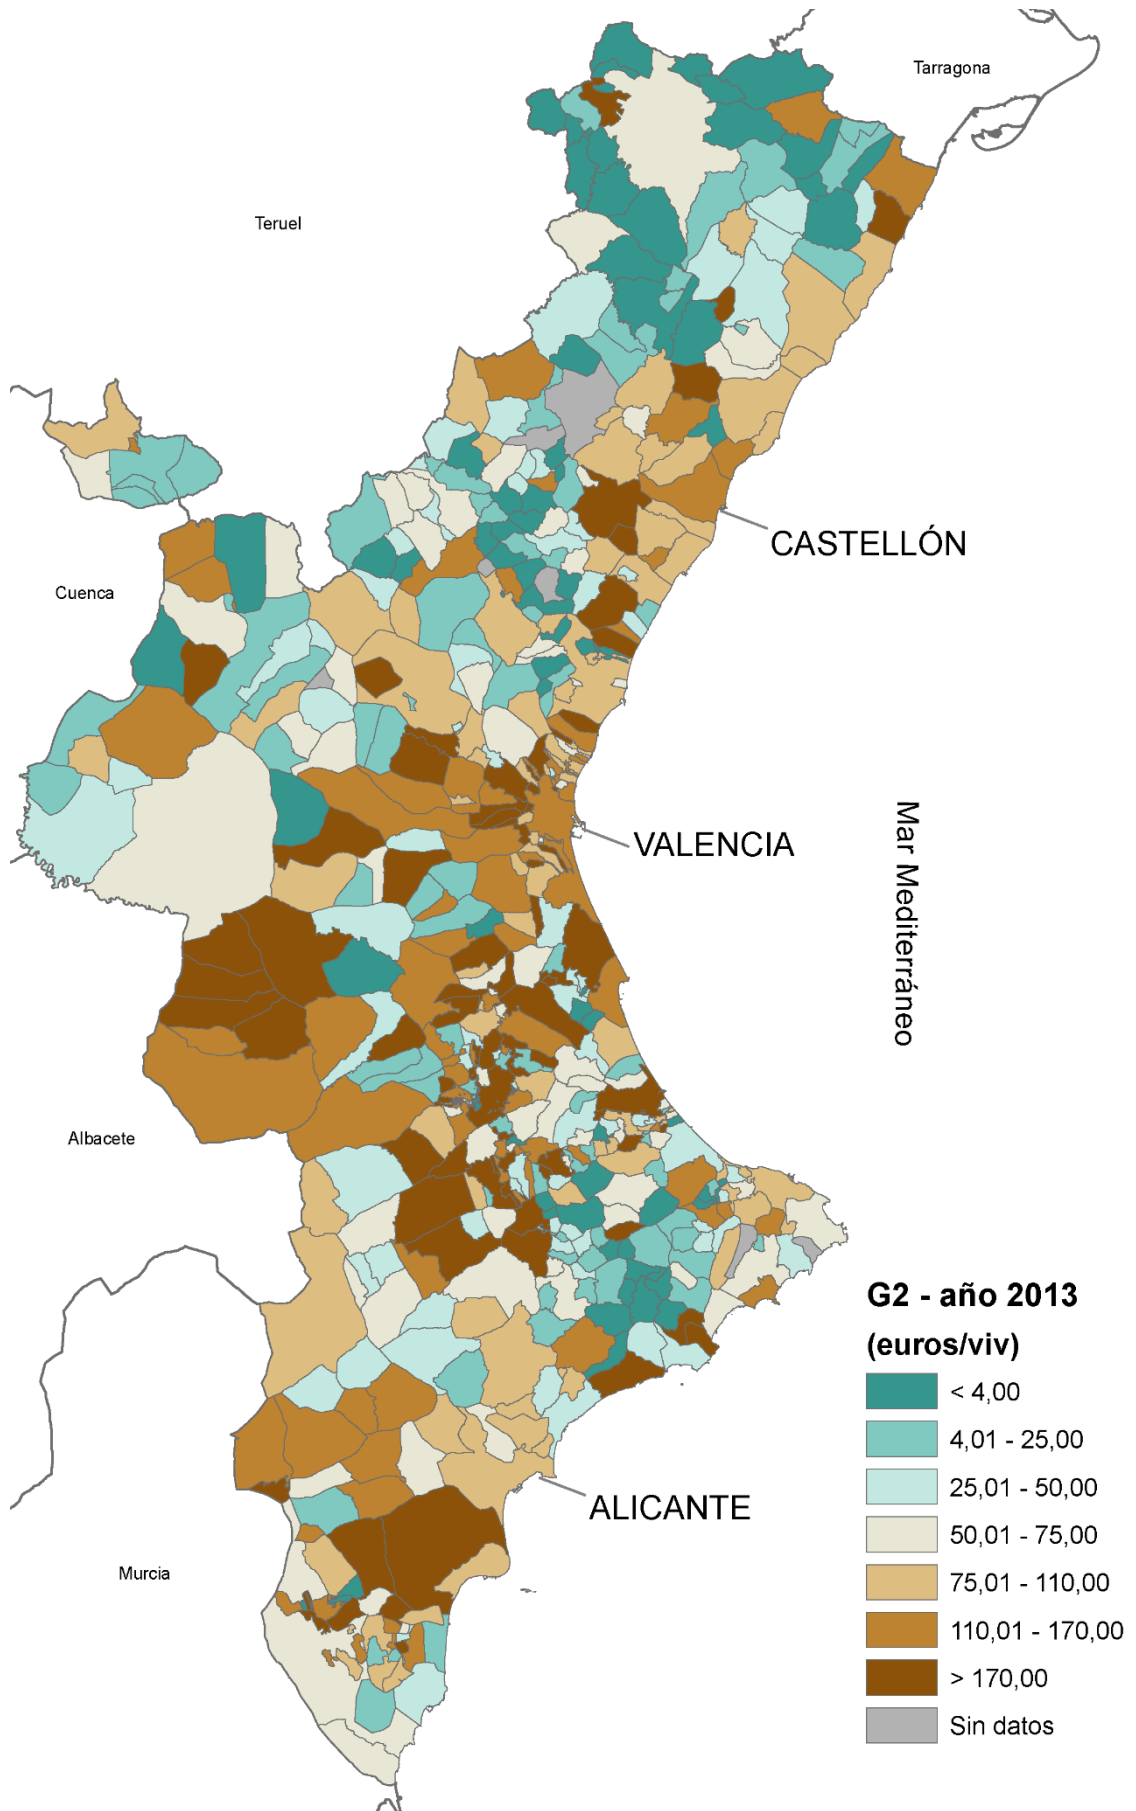 Tarragona
Teruel
CASTELLÓN
Cuenca
VALENCIA
Mar Mediterráneo
Albacete
G2 - año 2013
(euros/viv)
< 4,00
4,01 - 25,00
25,01 - 50,00
50,01 - 75,00
75,01 - 110,00
110,01 - 170,00
> 170,00
Sin datos
ALICANTE
Murcia